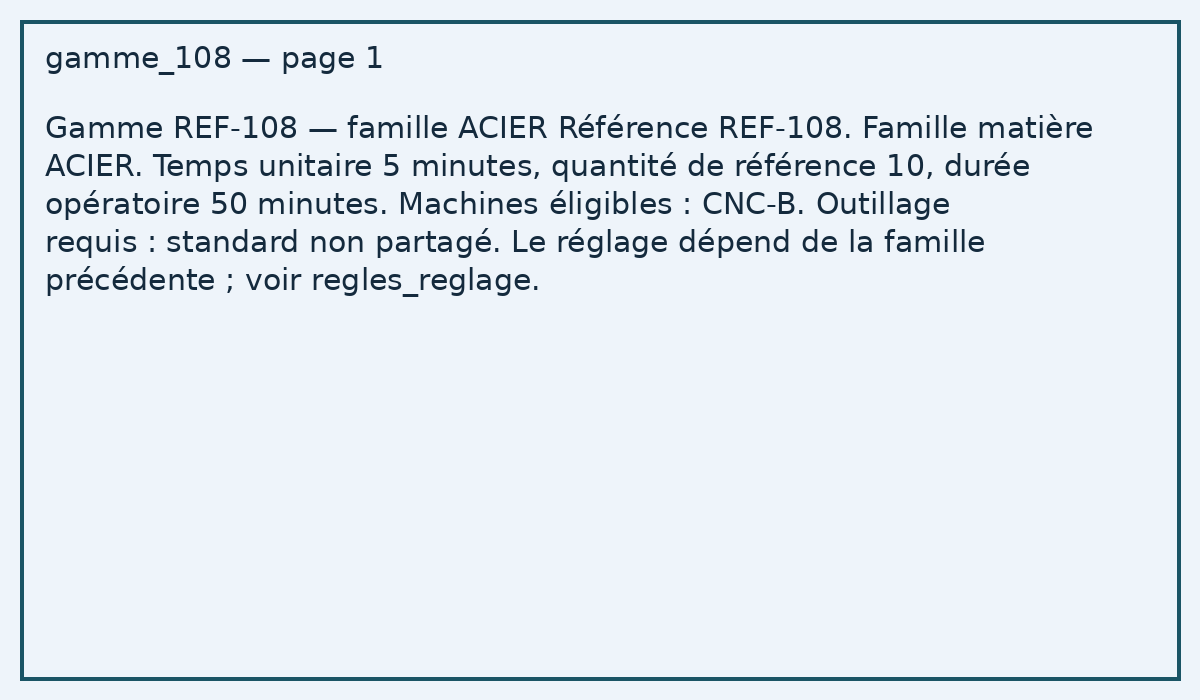 gamme_108 — page 1
Gamme REF-108 — famille ACIER Référence REF-108. Famille matière
ACIER. Temps unitaire 5 minutes, quantité de référence 10, durée
opératoire 50 minutes. Machines éligibles : CNC-B. Outillage
requis : standard non partagé. Le réglage dépend de la famille
précédente ; voir regles_reglage.